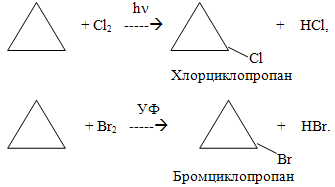 hν
+ Cl₂ -----→ + HCl,
Cl
Хлорциклопропан
УФ
+ Br₂ -----→ + HBr.
Br
Бромциклопропан